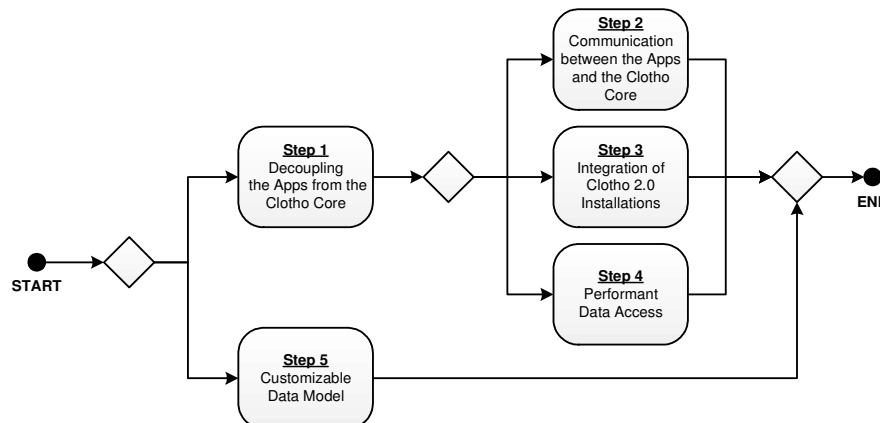 START
Step 1
Decoupling
the Apps from the
Clotho Core
Step 2
Communication
between the Apps
and the Clotho
Core
Step 3
Integration of
Clotho 2.0
Installations
Step 4
Performant
Data Access
Step 5
Customizable
Data Model